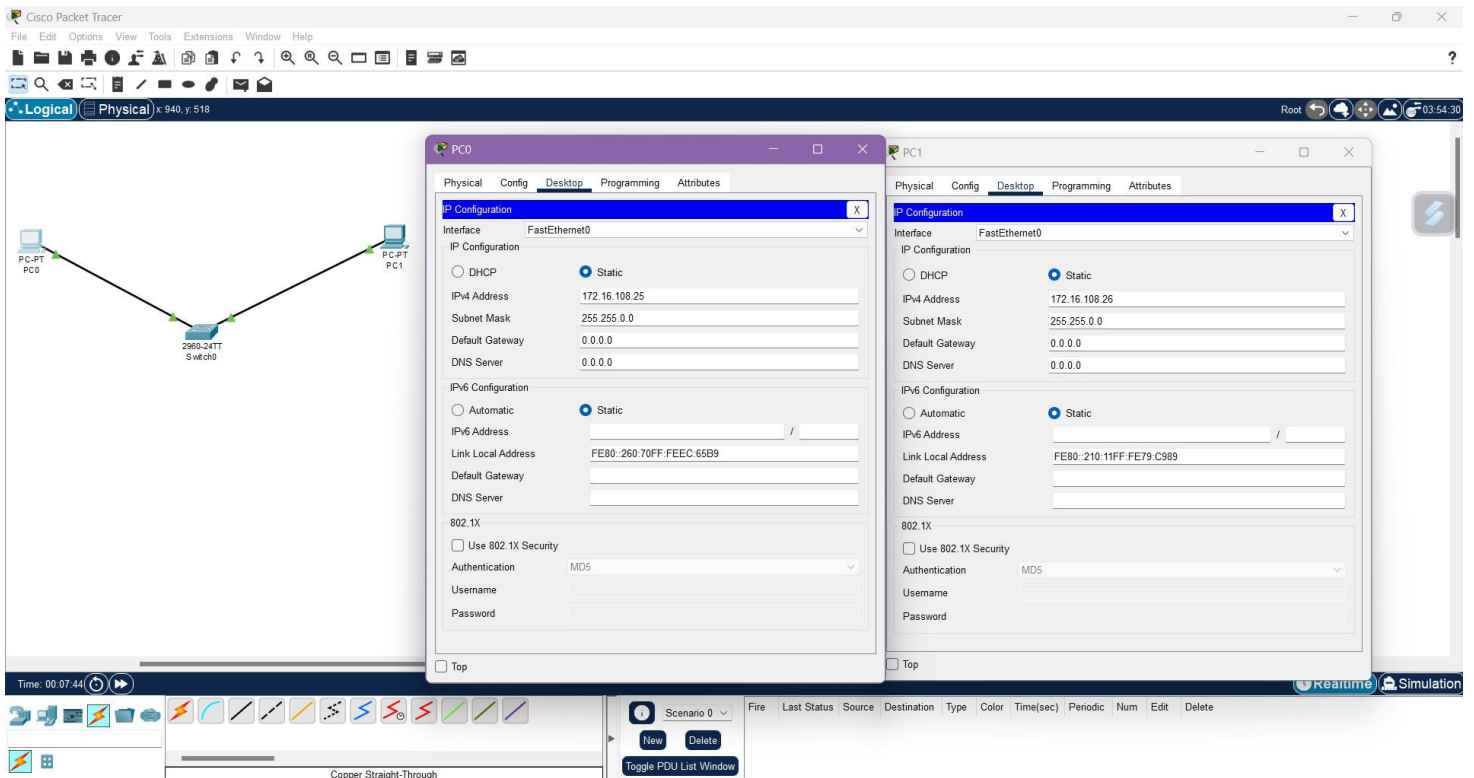 Cisco Packet Tracer
File Edit Options View Tools Extensions Window Help
?
Logical Physical x: 940, y: 518 Root 03:54:30
PC-PT
PC0
PC-PT
PC1
2960-24TT
Switch0
PC0
Physical Config Desktop Programming Attributes
IP Configuration X
Interface FastEthernet0
IP Configuration
DHCP Static
IPv4 Address 172.16.108.25
Subnet Mask 255.255.0.0
Default Gateway 0.0.0.0
DNS Server 0.0.0.0
IPv6 Configuration
Automatic Static
IPv6 Address /
Link Local Address FE80::260:70FF:FEEC:65B9
Default Gateway
DNS Server
802.1X
Use 802.1X Security
Authentication MD5
Username
Password
Top
PC1
Physical Config Desktop Programming Attributes
IP Configuration X
Interface FastEthernet0
IP Configuration
DHCP Static
IPv4 Address 172.16.108.26
Subnet Mask 255.255.0.0
Default Gateway 0.0.0.0
DNS Server 0.0.0.0
IPv6 Configuration
Automatic Static
IPv6 Address /
Link Local Address FE80::210:11FF:FE79:C989
Default Gateway
DNS Server
802.1X
Use 802.1X Security
Authentication MD5
Username
Password
Top
Time: 00:07:44 Realtime Simulation
Scenario 0 Fire Last Status Source Destination Type Color Time(sec) Periodic Num Edit Delete
New Delete
Toggle PDU List Window
Copper Straight-Through